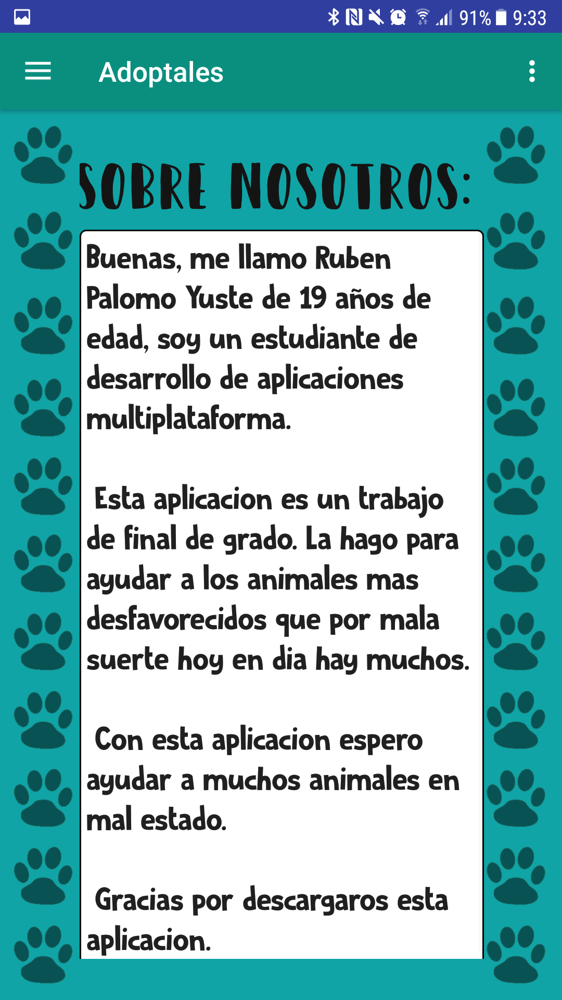 91% 9:33
Adoptales
SOBRE NOSOTROS:
Buenas, me llamo Ruben
Palomo Yuste de 19 años de
edad, soy un estudiante de
desarrollo de aplicaciones
multiplataforma.
Esta aplicacion es un trabajo
de final de grado. La hago para
ayudar a los animales mas
desfavorecidos que por mala
suerte hoy en dia hay muchos.
Con esta aplicacion espero
ayudar a muchos animales en
mal estado.
Gracias por descargaros esta
aplicacion.